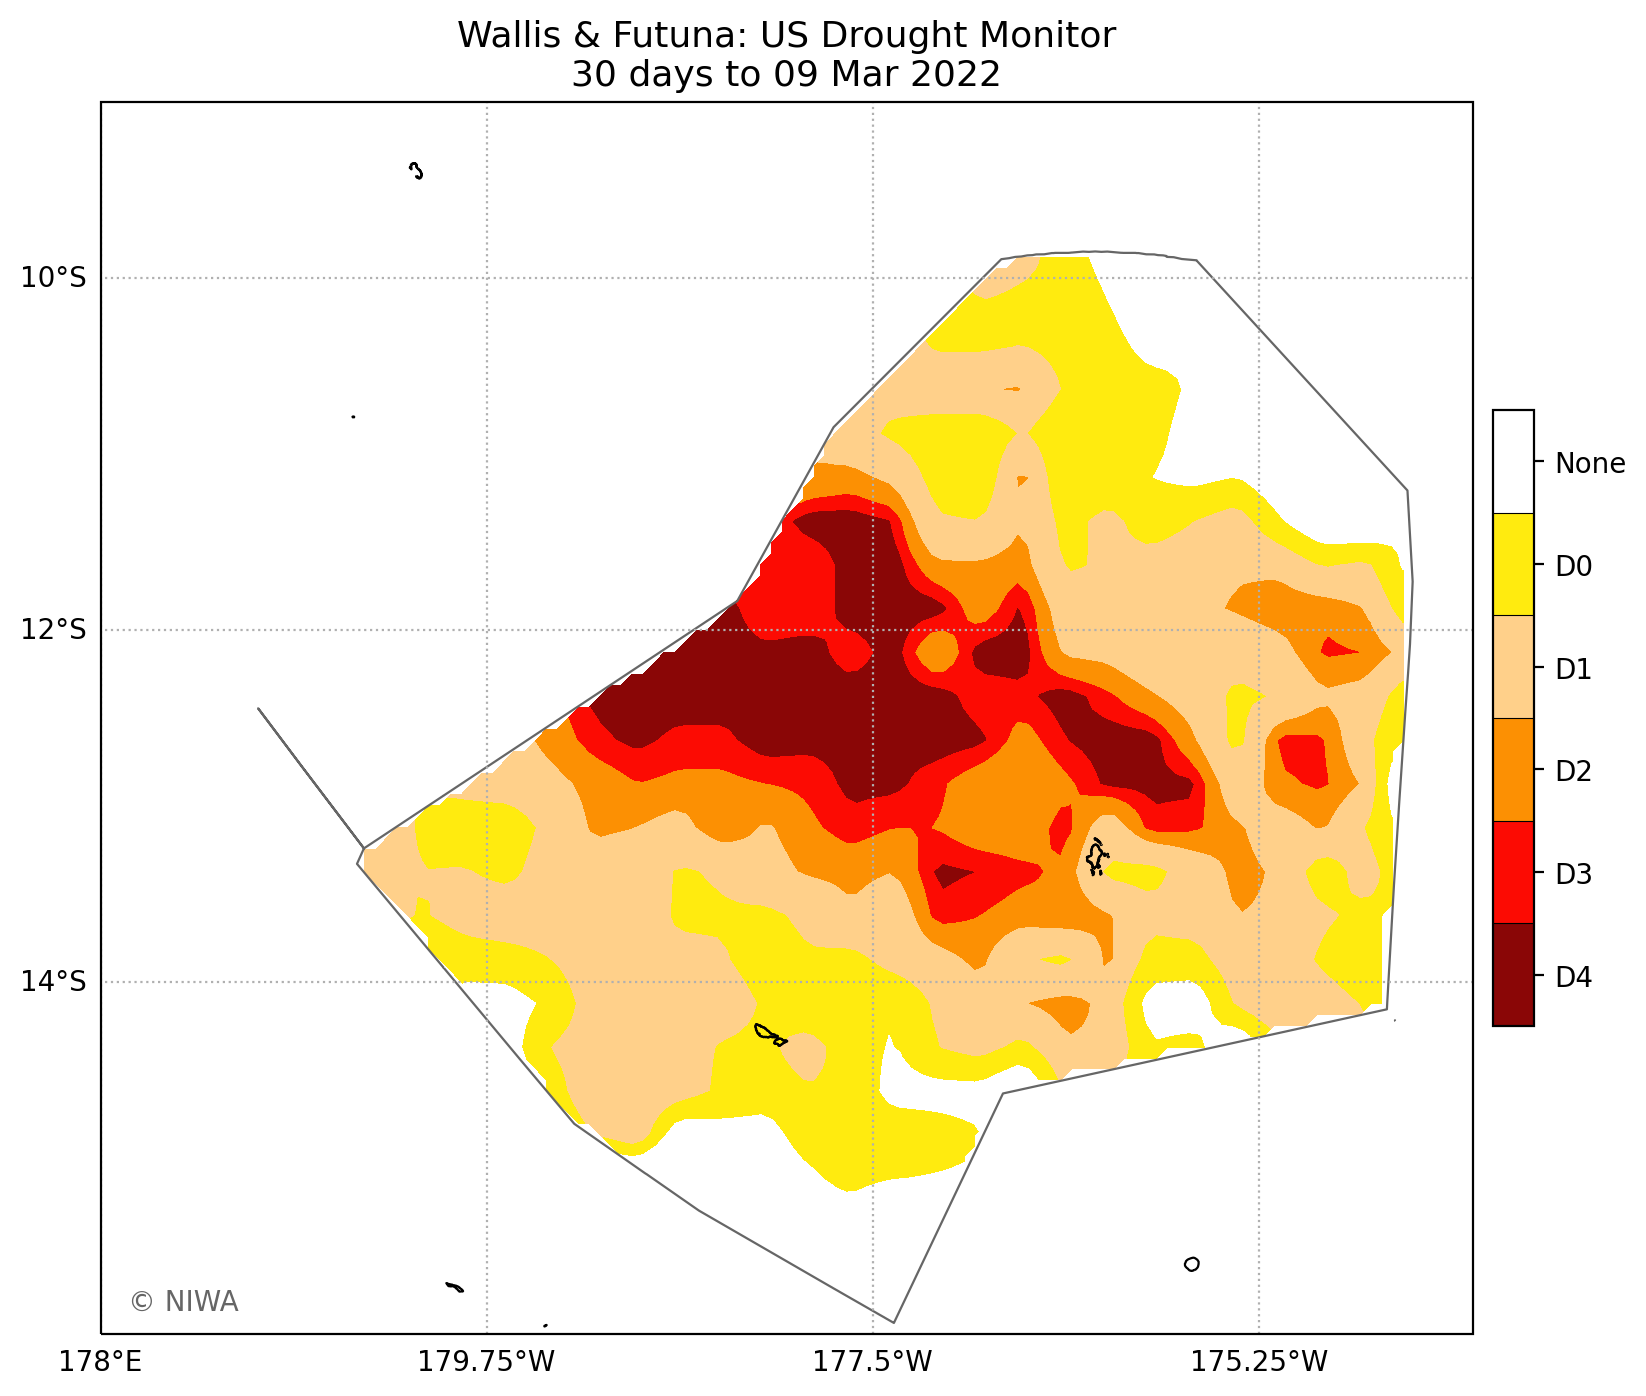 Wallis & Futuna: US Drought Monitor
30 days to 09 Mar 2022
10°S
12°S
14°S
178°E
179.75°W
177.5°W
175.25°W
None
D0
D1
D2
D3
D4
© NIWA